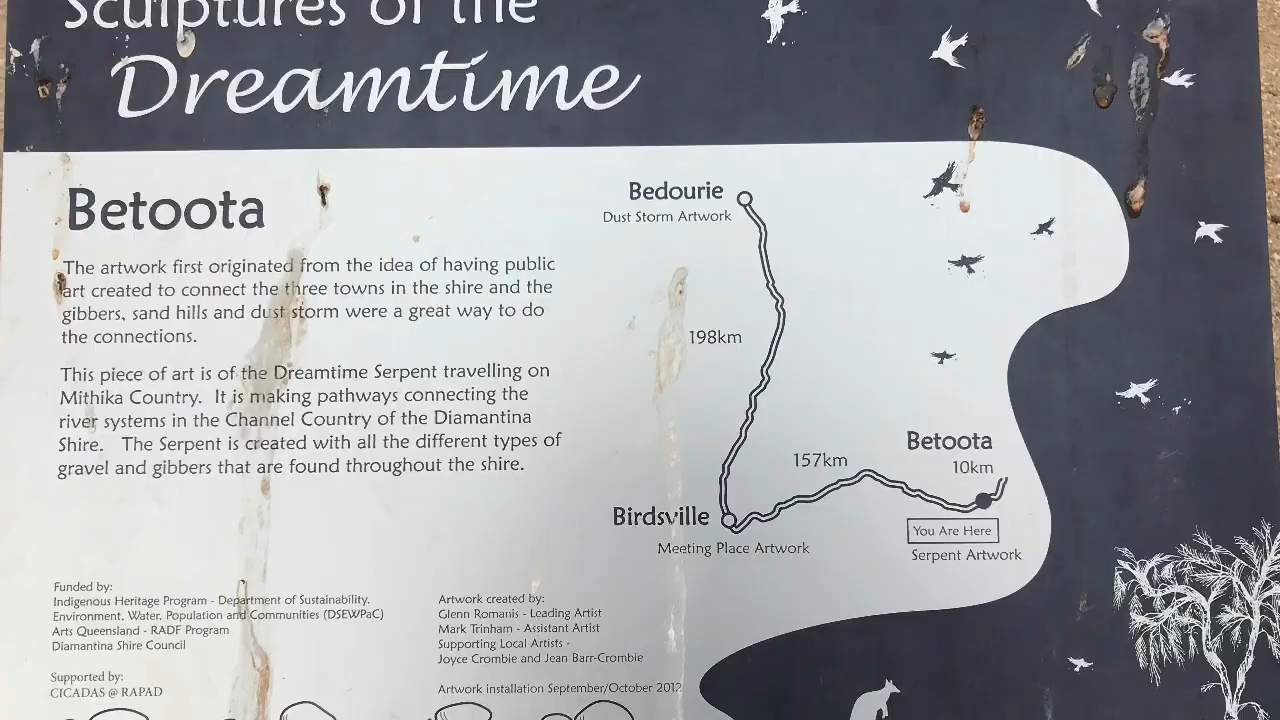 Sculptures of the
Dreamtime
Betoota
The artwork first originated from the idea of having public
art created to connect the three towns in the shire and the
gibbers, sand hills and dust storm were a great way to do
the connections.
This piece of art is of the Dreamtime Serpent travelling on
Mithika Country. It is making pathways connecting the
river systems in the Channel Country of the Diamantina
Shire. The Serpent is created with all the different types of
gravel and gibbers that are found throughout the shire.
Bedourie
Dust Storm Artwork
198km
Betoota
157km
10km
Birdsville
You Are Here
Meeting Place Artwork
Serpent Artwork
Funded by:
Indigenous Heritage Program - Department of Sustainability,
Environment, Water, Population and Communities (DSEWPaC)
Arts Queensland - RADF Program
Diamantina Shire Council
Supported by:
CICADAS @ RAPAD
Artwork created by:
Glenn Romanis - Leading Artist
Mark Trinham - Assistant Artist
Supporting Local Artists -
Joyce Crombie and Jean Barr-Crombie
Artwork installation September/October 2012